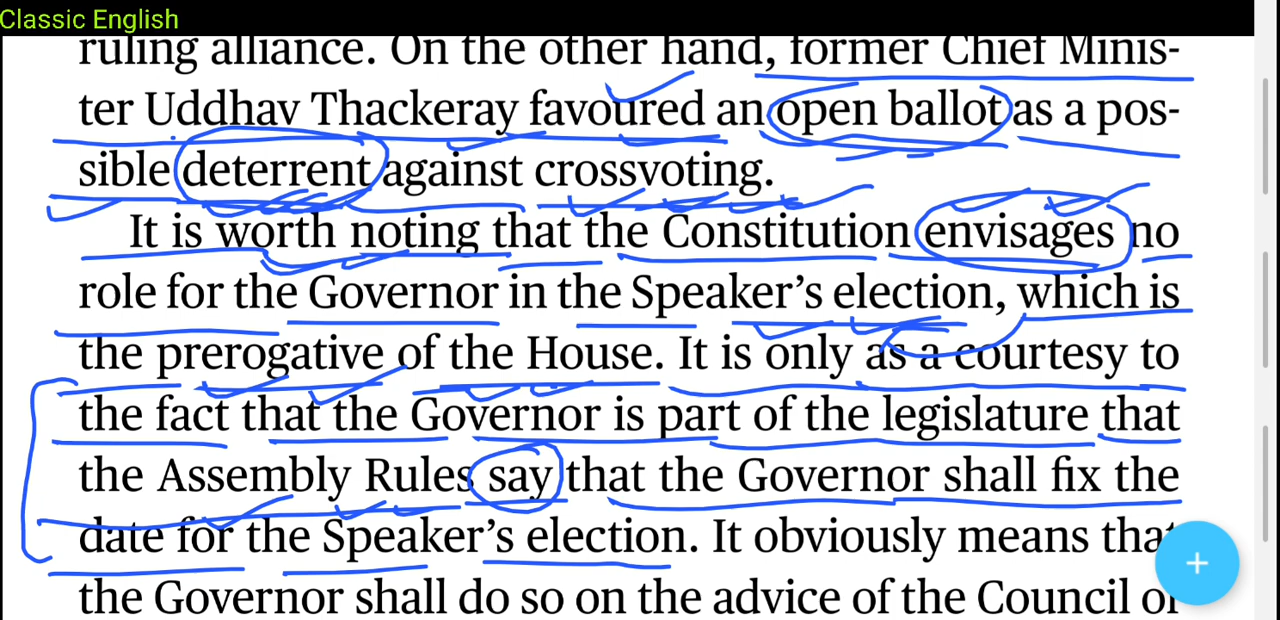 Classic English
ruling alliance. On the other hand, former Chief Minis-
ter Uddhav Thackeray favoured an open ballot as a pos-
sible deterrent against crossvoting.
It is worth noting that the Constitution envisages no
role for the Governor in the Speaker's election, which is
the prerogative of the House. It is only as a courtesy to
the fact that the Governor is part of the legislature that
the Assembly Rules say that the Governor shall fix the
date for the Speaker's election. It obviously means that
the Governor shall do so on the advice of the Council of
+